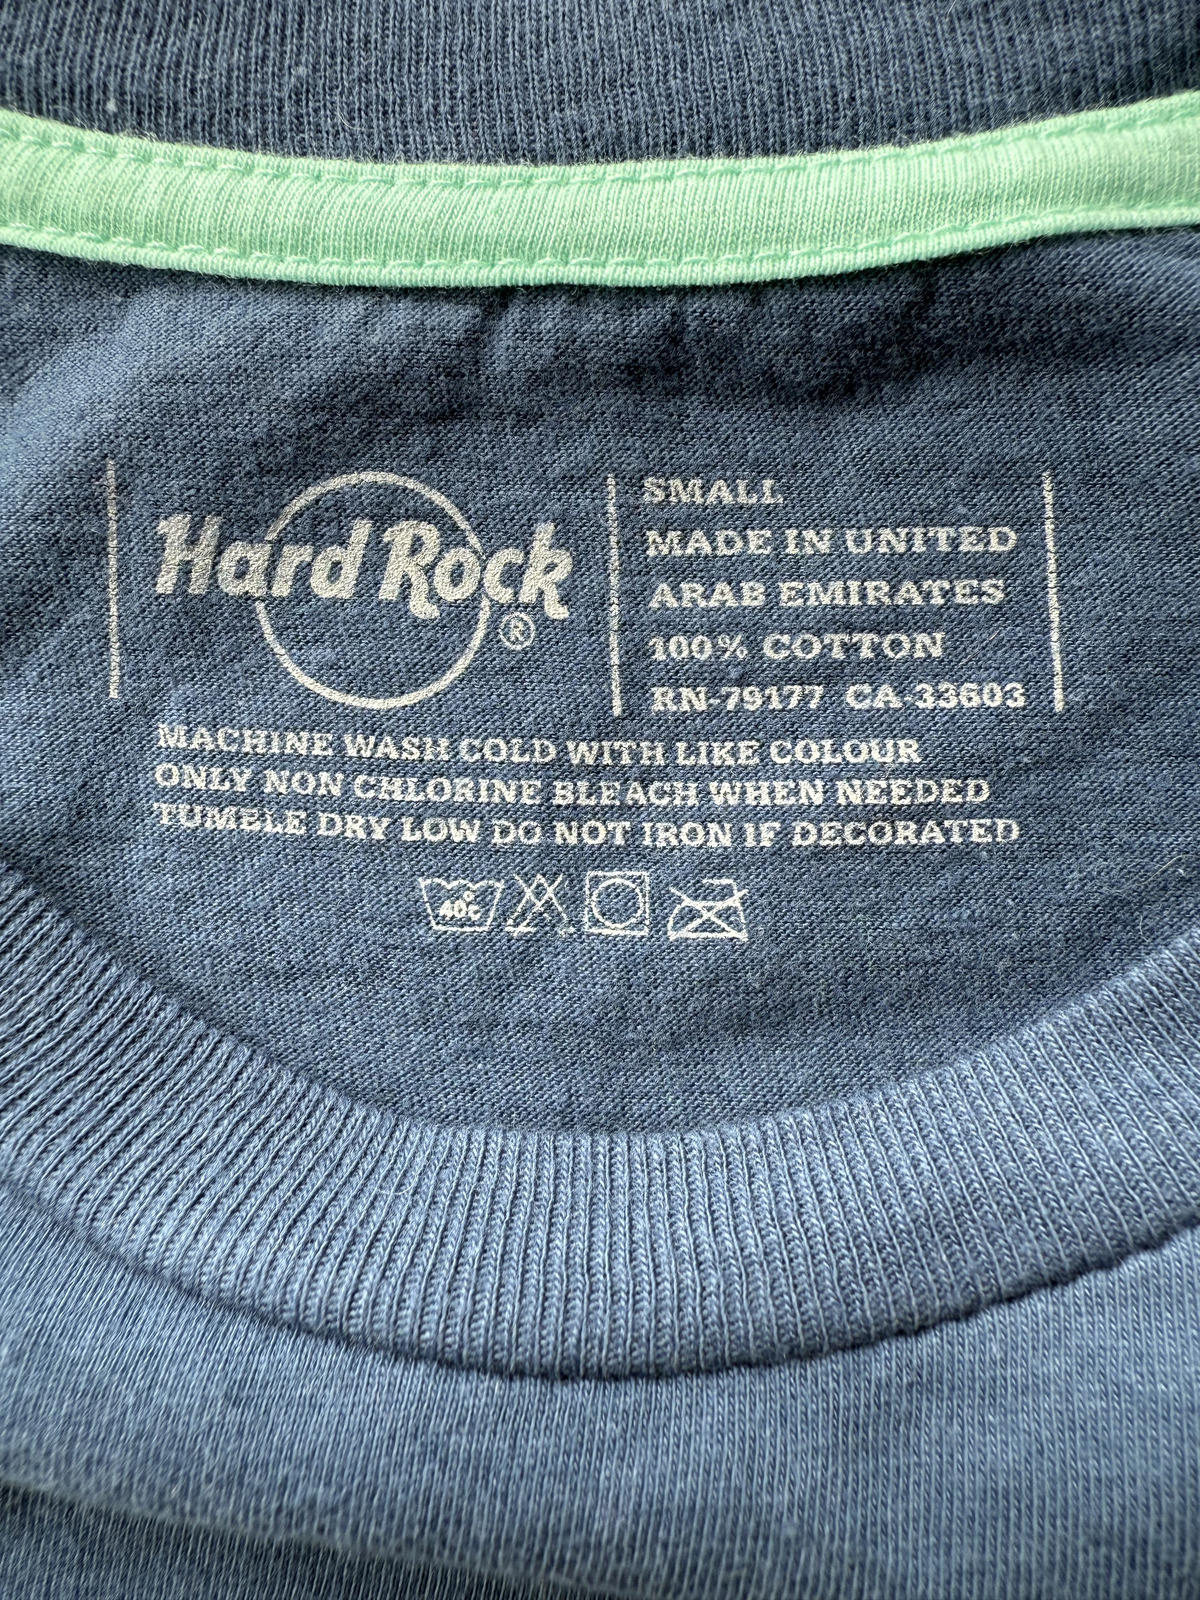 Hard Rock
®
SMALL
MADE IN UNITED
ARAB EMIRATES
100% COTTON
RN-79177 CA-33603
MACHINE WASH COLD WITH LIKE COLOUR
ONLY NON CHLORINE BLEACH WHEN NEEDED
TUMBLE DRY LOW DO NOT IRON IF DECORATED
40°C